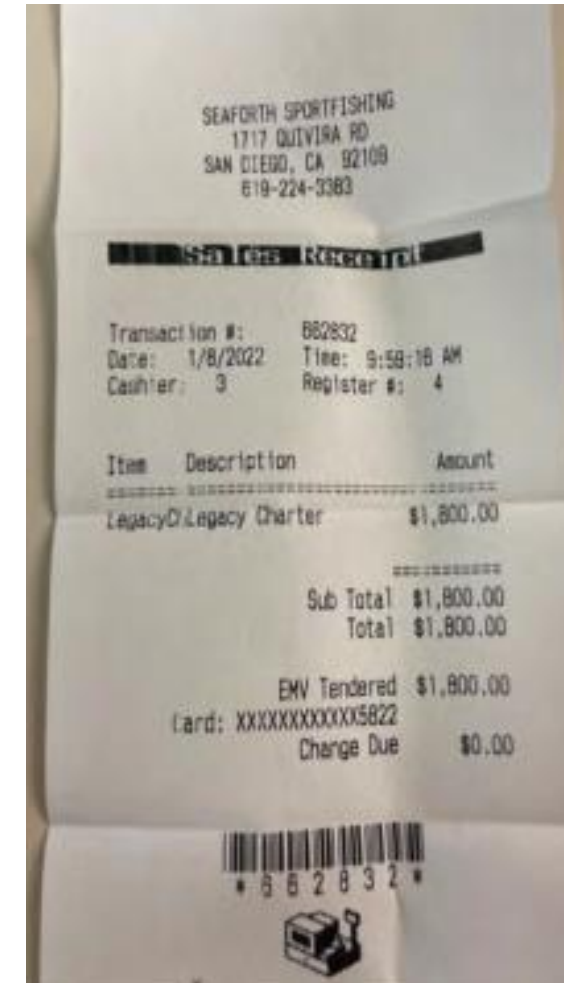 SEAFORTH SPORTFISHING
1717 QUIVIRA RD
SAN DIEGO, CA 92109
619-224-3383
Sales Receipt
Transaction #: 662832
Date: 1/8/2022 Time: 9:59:16 AM
Cashier: 3 Register #: 4
Item Description Amount
LegacyC Legacy Charter $1,800.00
Sub Total $1,800.00
Total $1,800.00
EMV Tendered $1,800.00
Card: XXXXXXXXXXXX5822
Change Due $0.00
*662832*